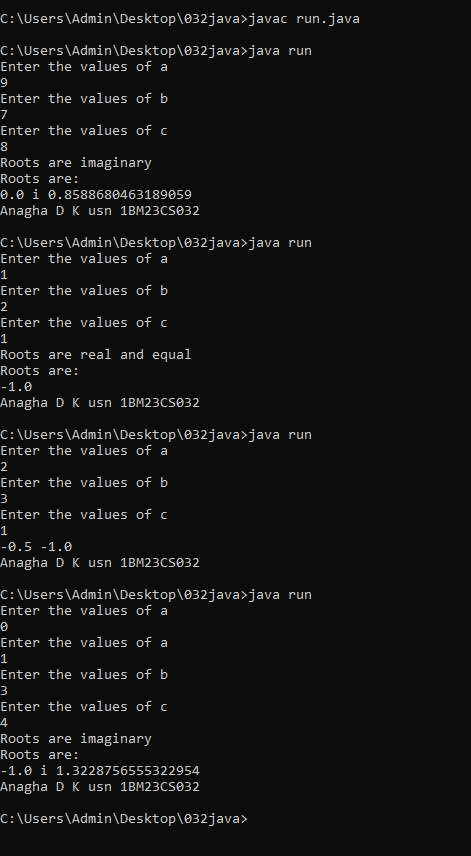 C:\Users\Admin\Desktop\032java>javac run.java
C:\Users\Admin\Desktop\032java>java run
Enter the values of a
9
Enter the values of b
7
Enter the values of c
8
Roots are imaginary
Roots are:
0.0 i 0.8588680463189059
Anagha D K usn 1BM23CS032
C:\Users\Admin\Desktop\032java>java run
Enter the values of a
1
Enter the values of b
2
Enter the values of c
1
Roots are real and equal
Roots are:
-1.0
Anagha D K usn 1BM23CS032
C:\Users\Admin\Desktop\032java>java run
Enter the values of a
2
Enter the values of b
3
Enter the values of c
1
-0.5 -1.0
Anagha D K usn 1BM23CS032
C:\Users\Admin\Desktop\032java>java run
Enter the values of a
0
Enter the values of a
1
Enter the values of b
3
Enter the values of c
4
Roots are imaginary
Roots are:
-1.0 i 1.3228756555322954
Anagha D K usn 1BM23CS032
C:\Users\Admin\Desktop\032java>